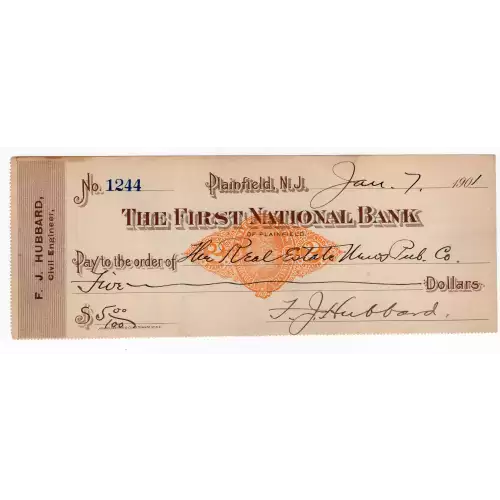 F. J. HUBBARD,
Civil Engineer,
No. 1244
Plainfield, N.J. Jan. 7, 1901
THE FIRST NATIONAL BANK
OF PLAINFIELD.
Pay to the order of The Real Estate News Pub. Co.
Five Dollars
$ 5.00/100
F. J. Hubbard.